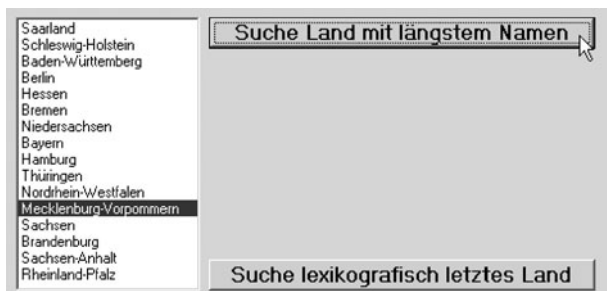 Saarland
Schleswig-Holstein
Baden-Württemberg
Berlin
Hessen
Bremen
Niedersachsen
Bayern
Hamburg
Thüringen
Nordrhein-Westfalen
Mecklenburg-Vorpommern
Sachsen
Brandenburg
Sachsen-Anhalt
Rheinland-Pfalz
Suche Land mit längstem Namen
Suche lexikografisch letztes Land